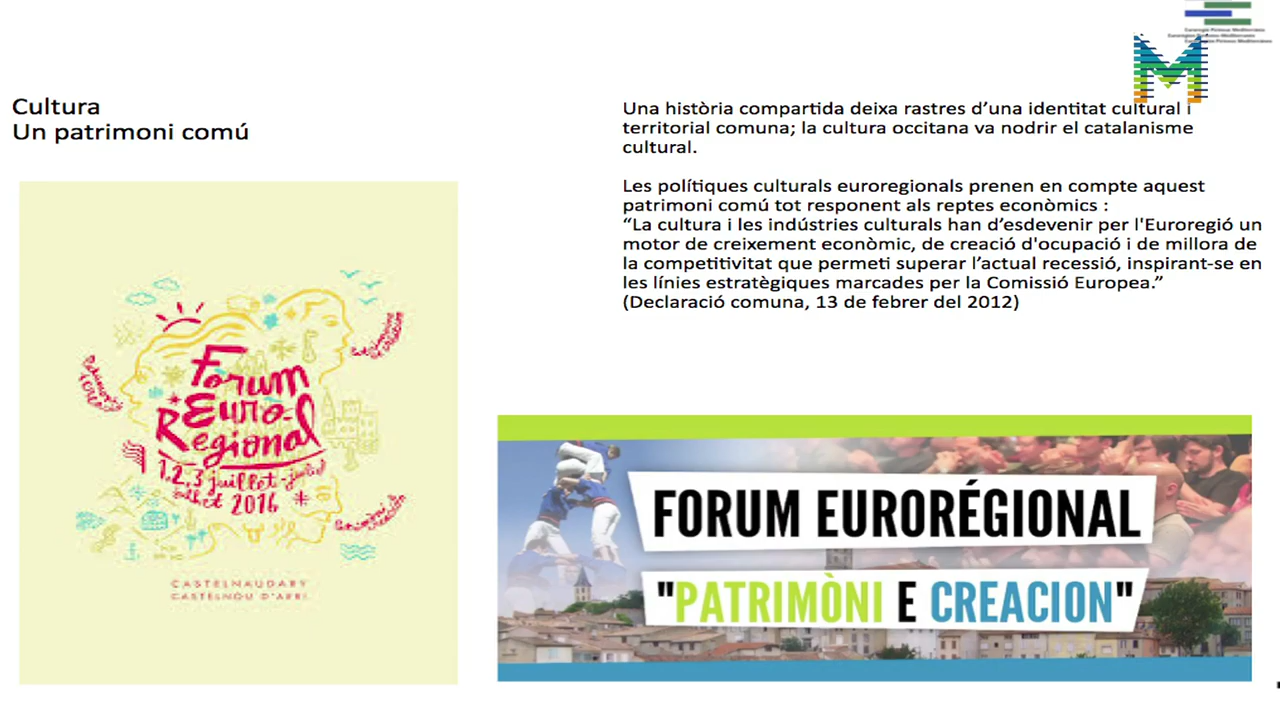 Cultura
Un patrimoni comú
Una història compartida deixa rastres d’una identitat cultural i
territorial comuna; la cultura occitana va nodrir el catalanisme
cultural.
Les polítiques culturals euroregionals prenen en compte aquest
patrimoni comú tot responent als reptes econòmics :
“La cultura i les indústries culturals han d’esdevenir per l'Euroregió un
motor de creixement econòmic, de creació d'ocupació i de millora de
la competitivitat que permeti superar l’actual recessió, inspirant-se en
les línies estratègiques marcades per la Comissió Europea.”
(Declaració comuna, 13 de febrer del 2012)
Forum
Euro-
Regional
1,2,3 juillet-juliol
2016
CASTELNAUDARY
CASTELNOU D'ARRI
FORUM EURORÉGIONAL
"PATRIMÒNI E CREACION"
M